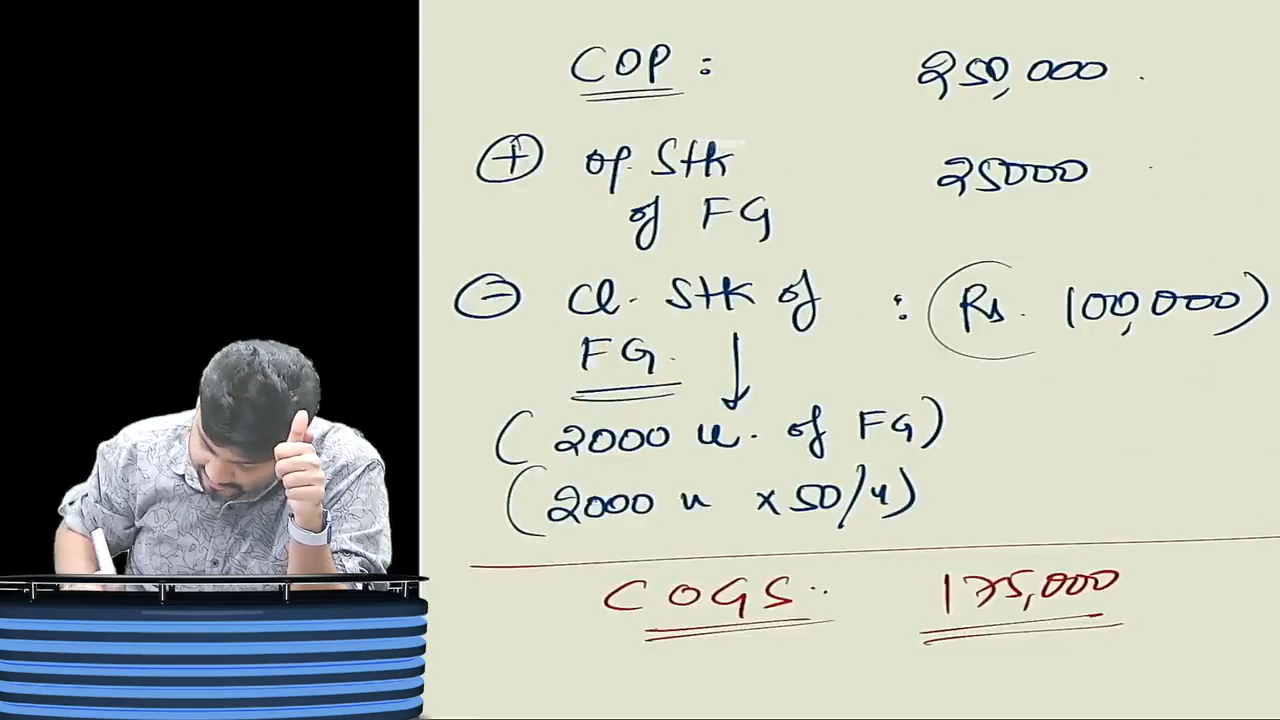 COP : 250,000
+ op. Stk 25000
of FG
- Cl. Stk of : (Rs. 100,000)
FG.
(2000 u. of FG)
(2000 u x 50/u)
COGS.. 175,000